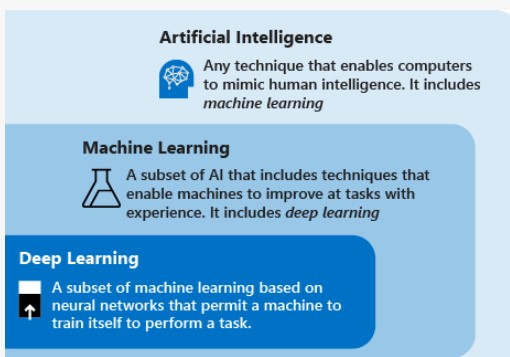 Artificial Intelligence
Any technique that enables computers
to mimic human intelligence. It includes
machine learning
Machine Learning
A subset of AI that includes techniques that
enable machines to improve at tasks with
experience. It includes deep learning
Deep Learning
A subset of machine learning based on
neural networks that permit a machine to
train itself to perform a task.